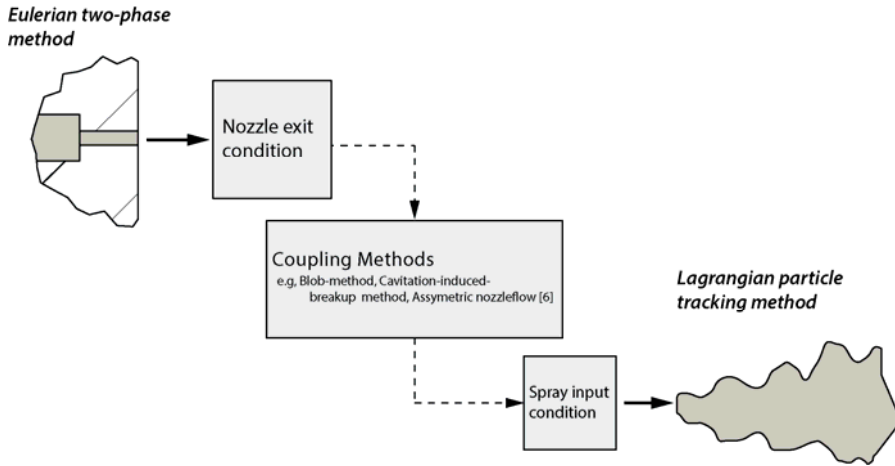 Eulerian two-phase
method
Nozzle exit
condition
Coupling Methods
e.g, Blob-method, Cavitation-induced-
breakup method, Assymetric nozzleflow [6]
Lagrangian particle
tracking method
Spray input
condition